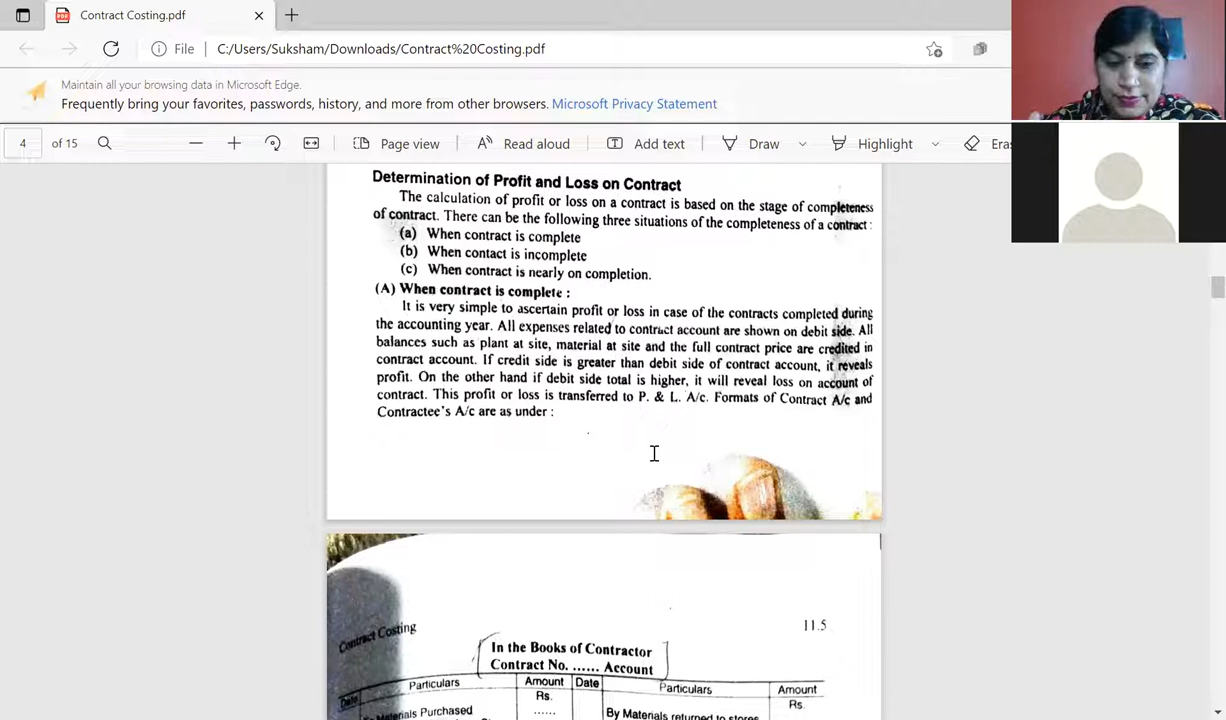 Contract Costing.pdf
File
C:/Users/Suksham/Downloads/Contract%20Costing.pdf
Maintain all your browsing data in Microsoft Edge.
Frequently bring your favorites, passwords, history, and more from other browsers. Microsoft Privacy Statement
4 of 15
Page view
Read aloud
Add text
Draw
Highlight
Eras
Determination of Profit and Loss on Contract
The calculation of profit or loss on a contract is based on the stage of completeness
of contract. There can be the following three situations of the completeness of a contract :
(a) When contract is complete
(b) When contact is incomplete
(c) When contract is nearly on completion.
(A) When contract is complete :
It is very simple to ascertain profit or loss in case of the contracts completed during
the accounting year. All expenses related to contract account are shown on debit side. All
balances such as plant at site, material at site and the full contract price are credited in
contract account. If credit side is greater than debit side of contract account, it reveals
profit. On the other hand if debit side total is higher, it will reveal loss on account of
contract. This profit or loss is transferred to P. & L. A/c. Formats of Contract A/c and
Contractee's A/c are as under :
Contract Costing
11.5
In the Books of Contractor
Contract No. ...... Account
Date Particulars Amount Date Particulars Amount
Rs. Rs.
Materials Purchased ...... By Materials returned to stores